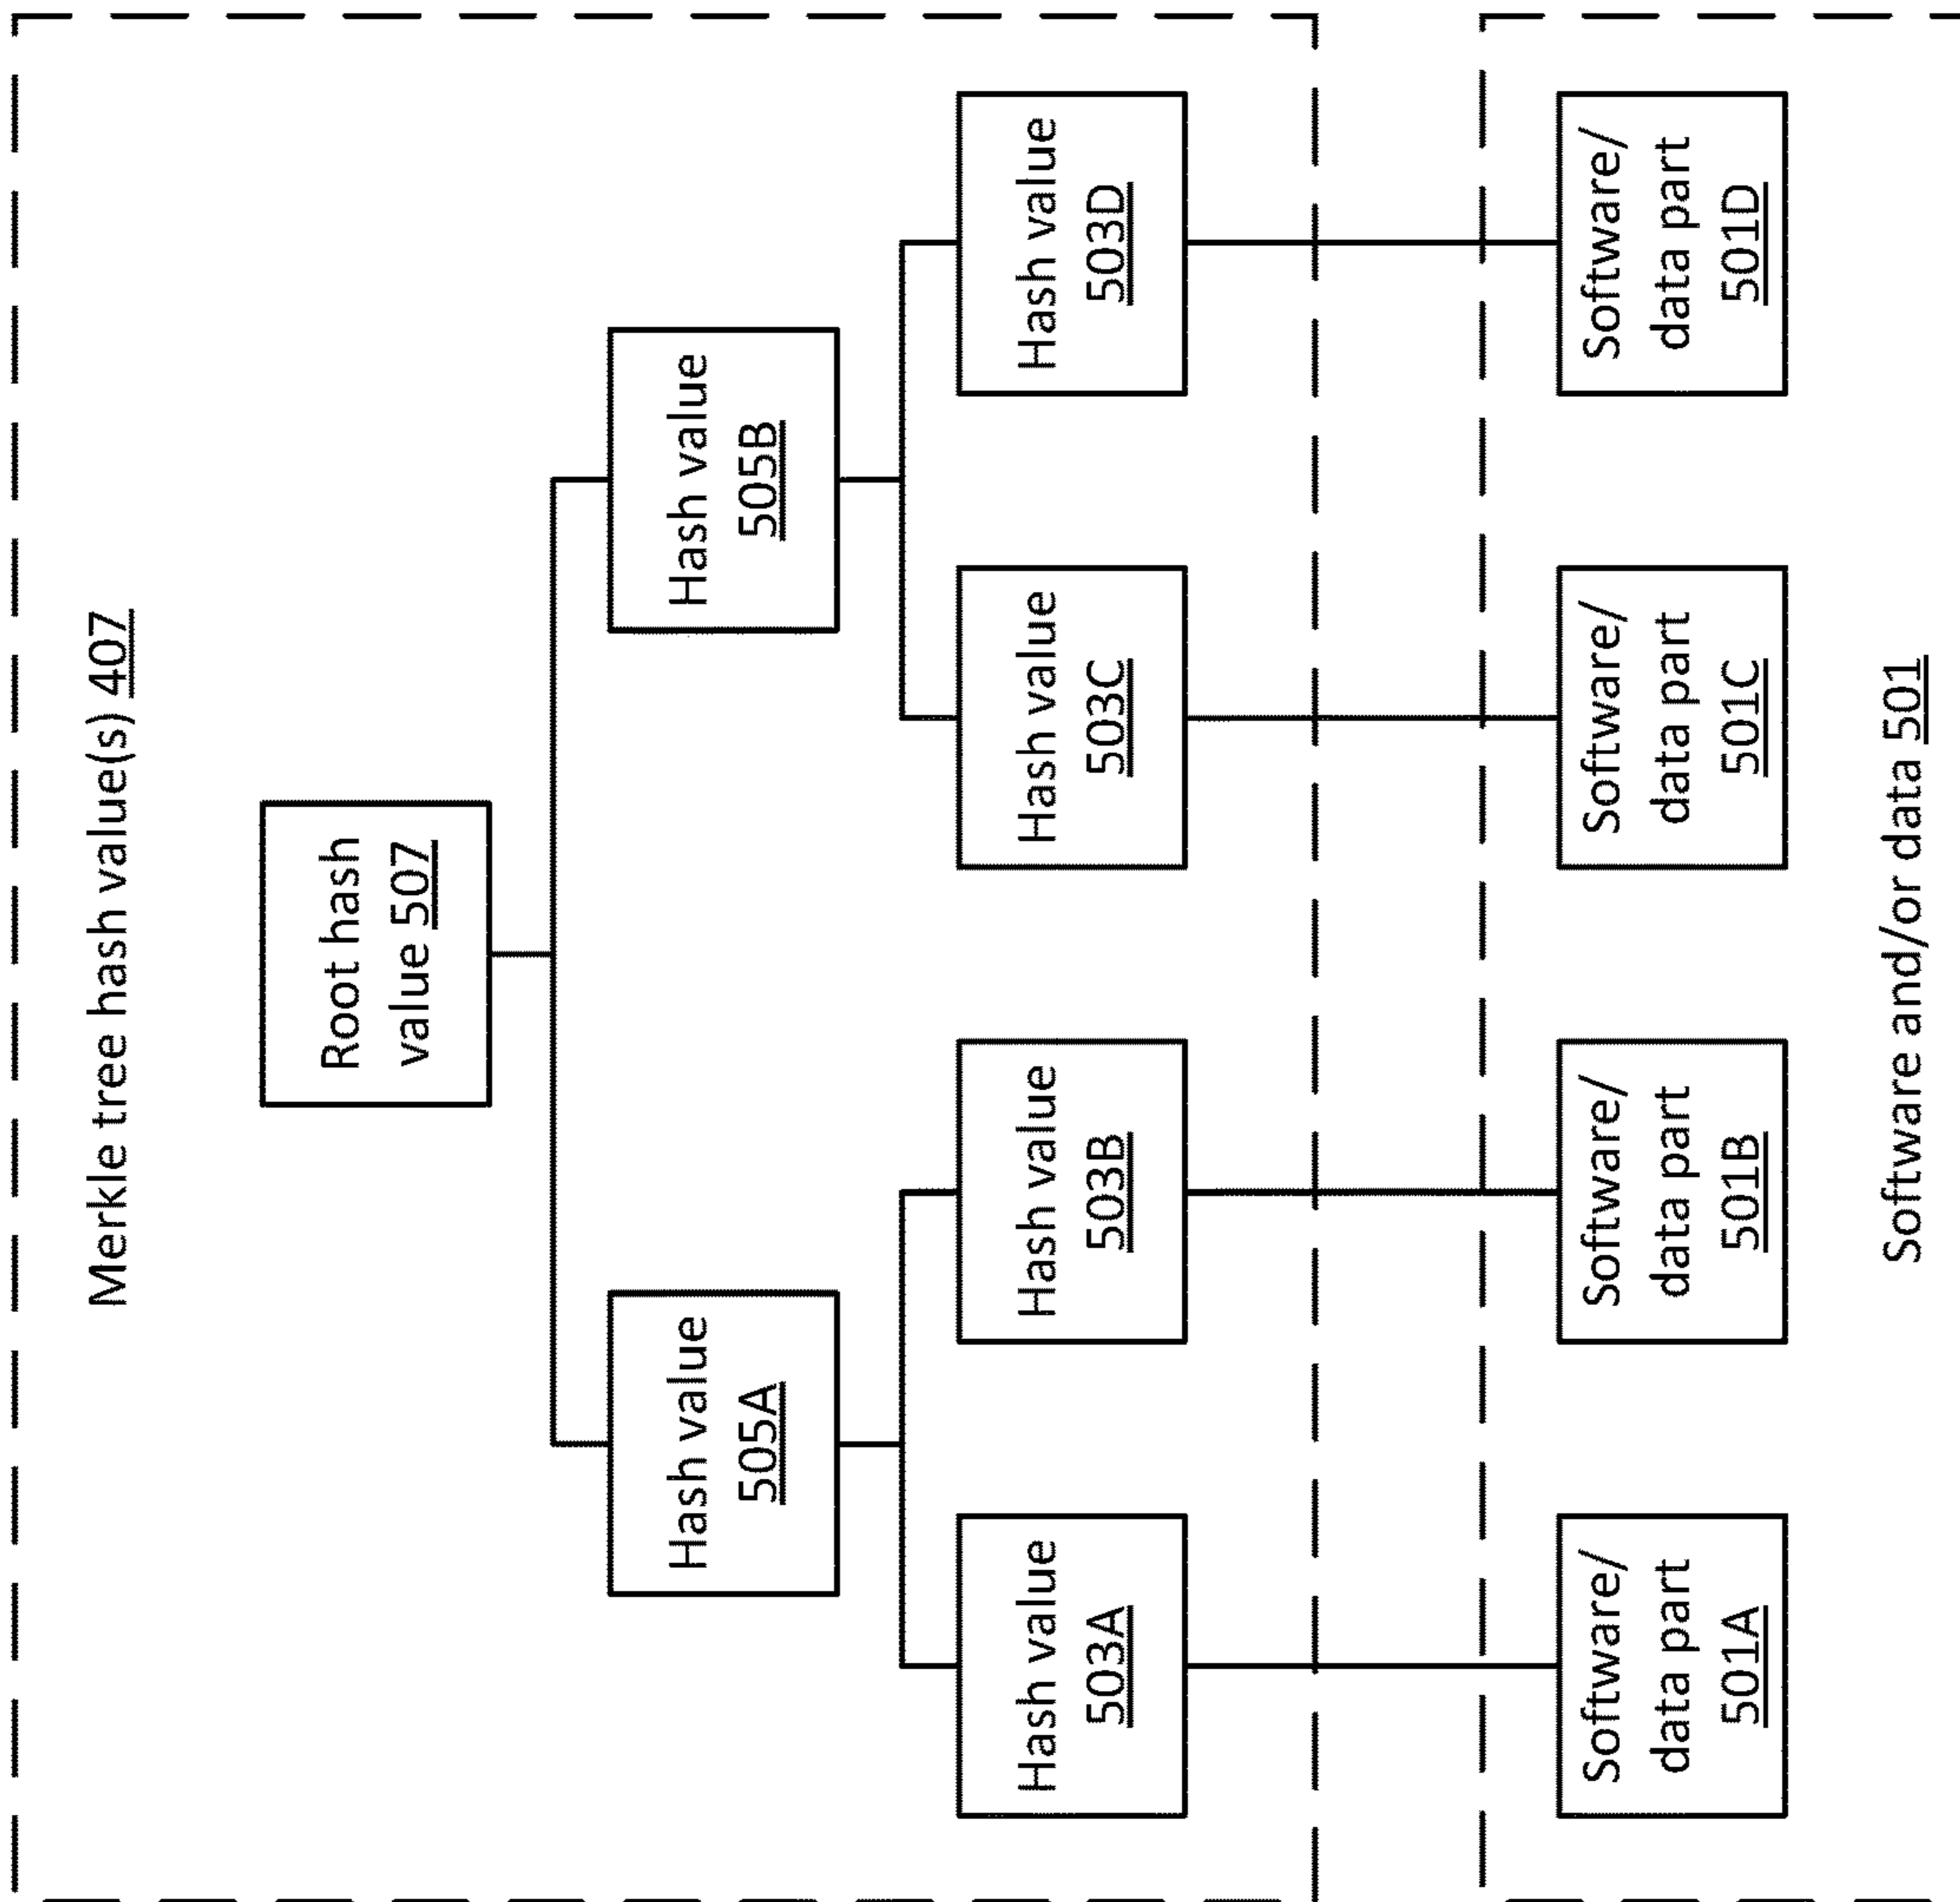 Merkle tree hash value(s) 407
Root hash
value 507
Hash value
505A
Hash value
505B
Hash value
503A
Hash value
503B
Hash value
503C
Hash value
503D
Software/
data part
501A
Software/
data part
501B
Software/
data part
501C
Software/
data part
501D
Software and/or data 501